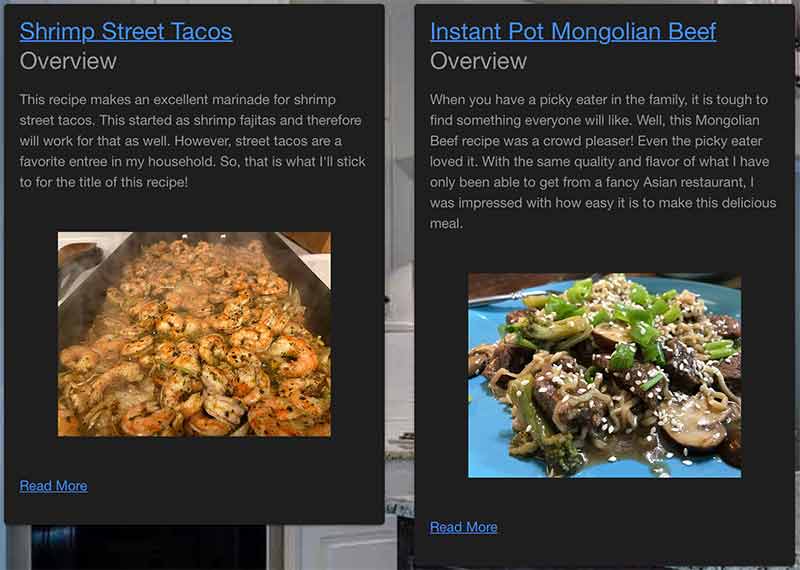 Shrimp Street Tacos
Overview
This recipe makes an excellent marinade for shrimp
street tacos. This started as shrimp fajitas and therefore
will work for that as well. However, street tacos are a
favorite entree in my household. So, that is what I'll stick
to for the title of this recipe!
Read More
Instant Pot Mongolian Beef
Overview
When you have a picky eater in the family, it is tough to
find something everyone will like. Well, this Mongolian
Beef recipe was a crowd pleaser! Even the picky eater
loved it. With the same quality and flavor of what I have
only been able to get from a fancy Asian restaurant, I
was impressed with how easy it is to make this delicious
meal.
Read More